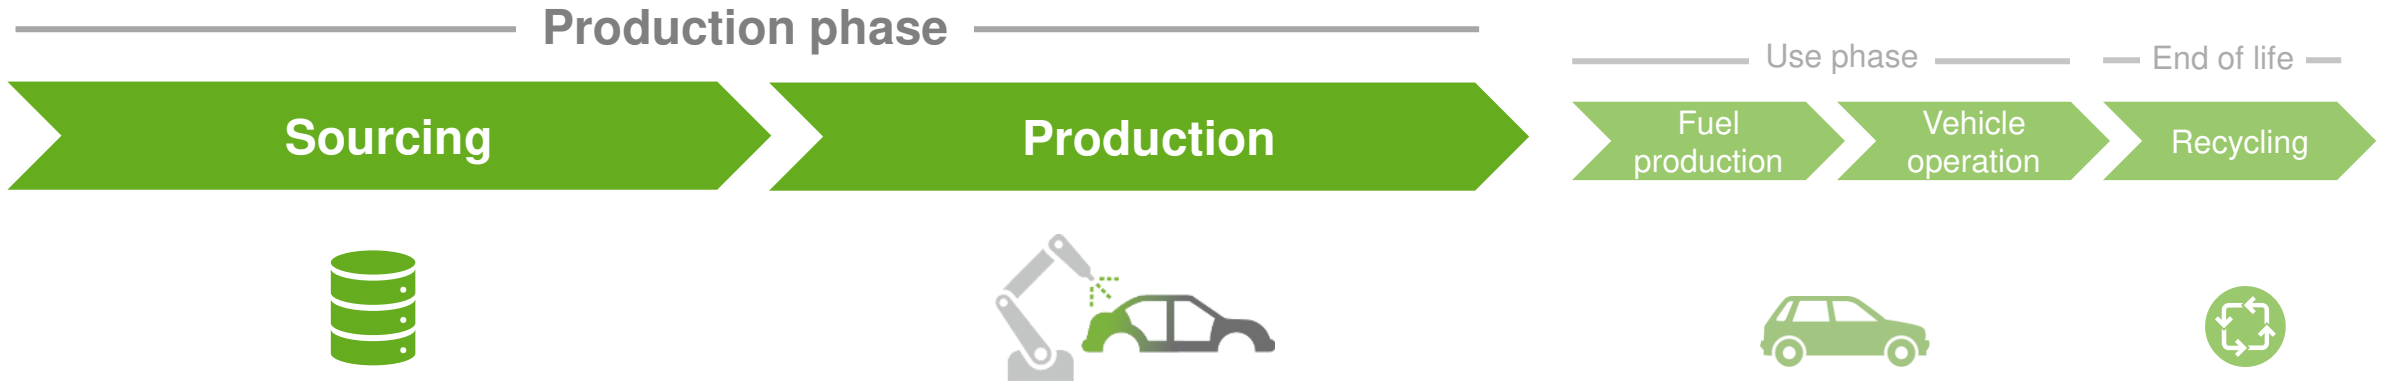 Production phase
Use phase
End of life
Sourcing
Production
Fuel
production
Vehicle
operation
Recycling